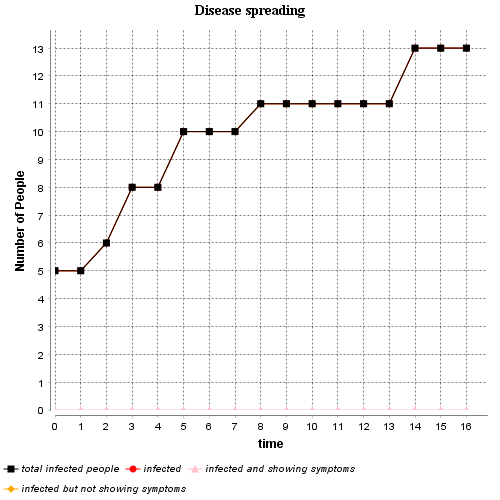 Disease spreading
Number of People
13
12
11
10
9
8
7
6
5
4
3
2
1
0
0 1 2 3 4 5 6 7 8 9 10 11 12 13 14 15 16
time
total infected people infected infected and showing symptoms
infected but not showing symptoms